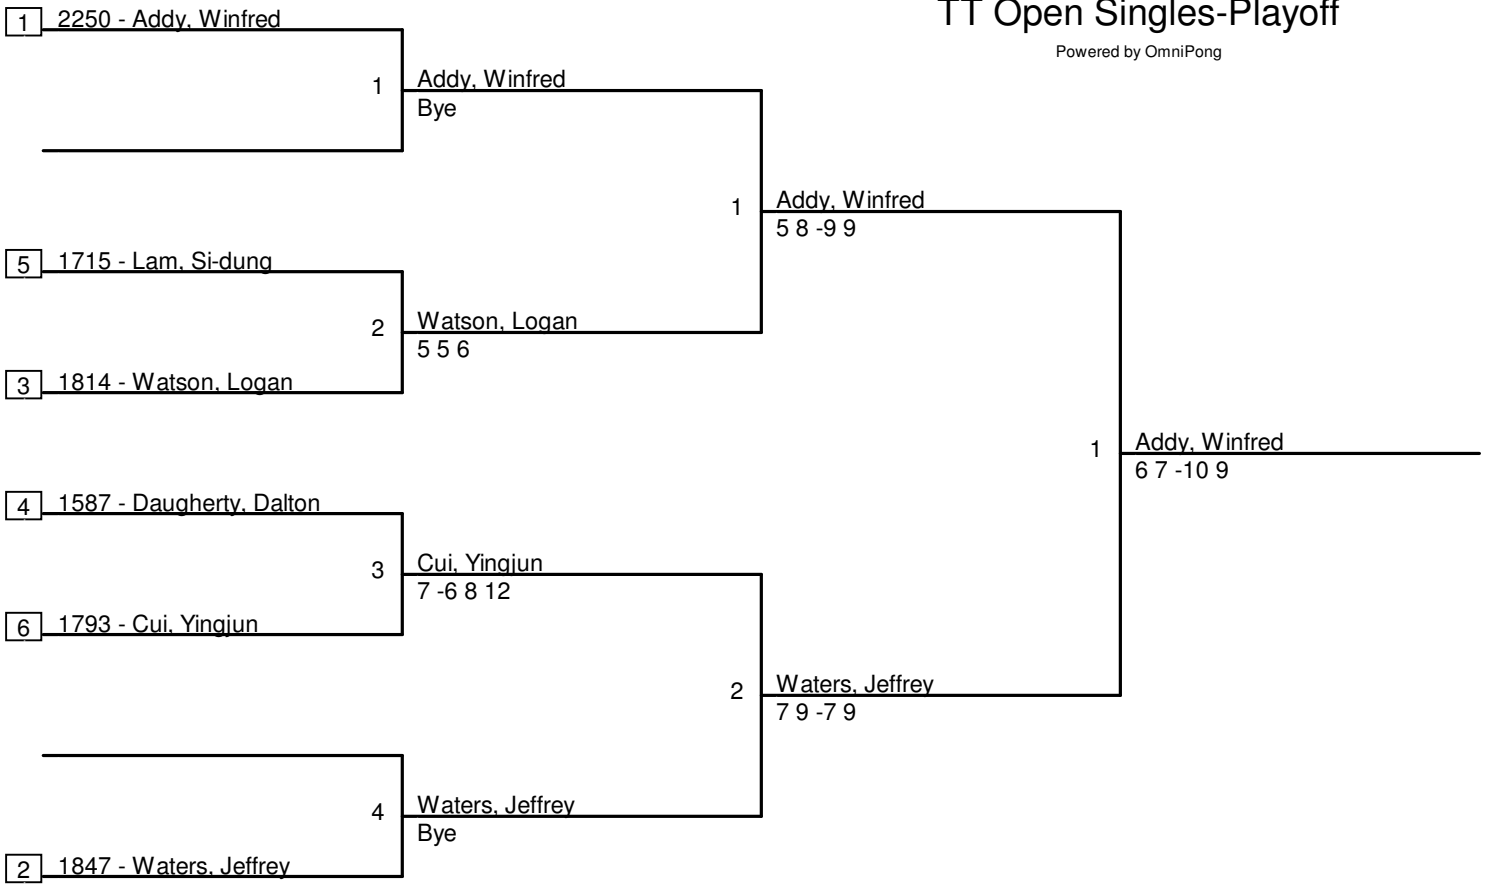 TT Open Singles-Playoff
Powered by OmniPong
1 2250 - Addy, Winfred
1 Addy, Winfred
Bye
1 Addy, Winfred
5 8 -9 9
5 1715 - Lam, Si-dung
2 Watson, Logan
5 5 6
3 1814 - Watson, Logan
1 Addy, Winfred
6 7 -10 9
4 1587 - Daugherty, Dalton
3 Cui, Yingjun
7 -6 8 12
6 1793 - Cui, Yingjun
2 Waters, Jeffrey
7 9 -7 9
4 Waters, Jeffrey
Bye
2 1847 - Waters, Jeffrey